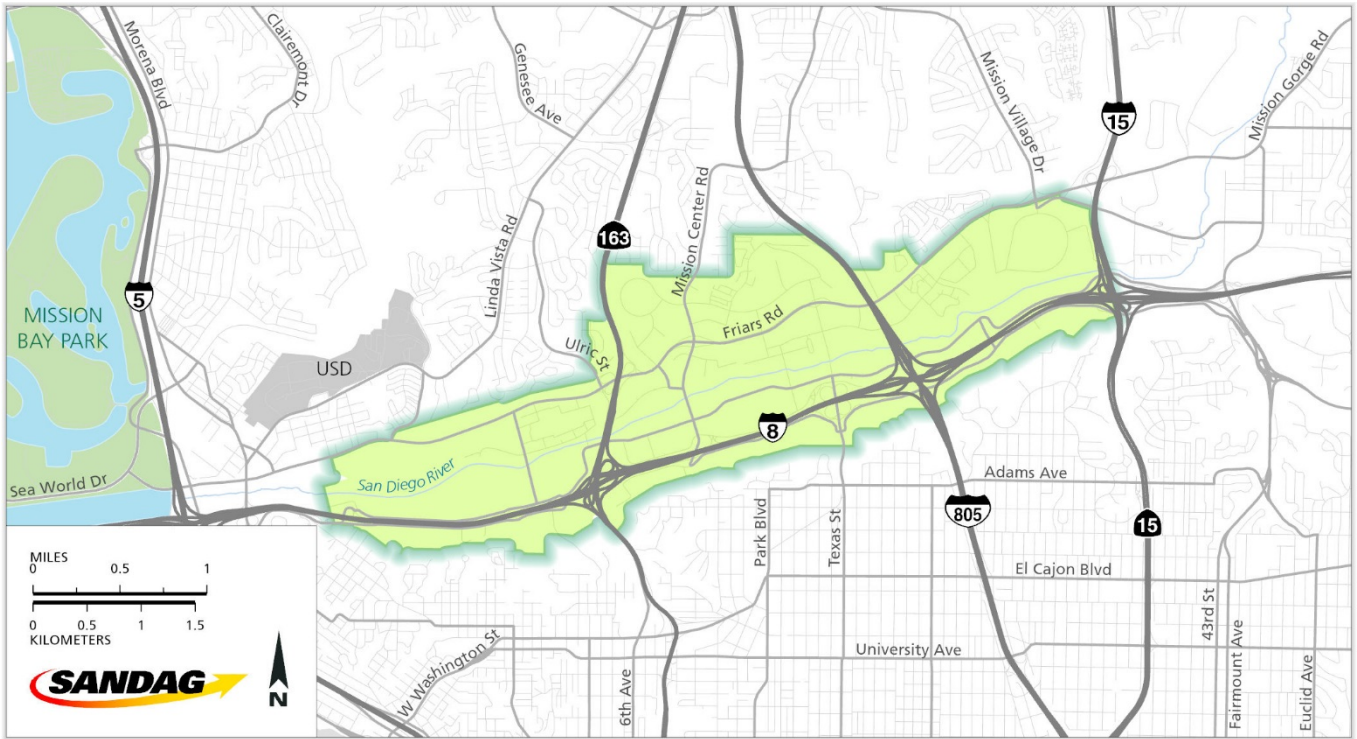 Morena Blvd
Clairemont Dr
Genesee Ave
Mission Village Dr
Mission Gorge Rd
15
Mission Center Rd
Linda Vista Rd
163
5
MISSION
BAY PARK
Friars Rd
Ulric St
USD
8
San Diego River
Sea World Dr
Adams Ave
Park Blvd
Texas St
805
15
El Cajon Blvd
43rd St
University Ave
W Washington St
6th Ave
Fairmount Ave
Euclid Ave
MILES
0 0.5 1
0 0.5 1 1.5
KILOMETERS
SANDAG
N